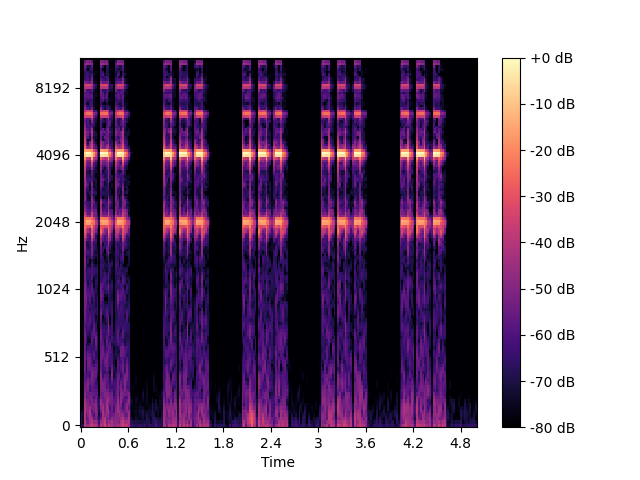 Hz
8192
4096
2048
1024
512
0
0 0.6 1.2 1.8 2.4 3 3.6 4.2 4.8
Time
+0 dB
-10 dB
-20 dB
-30 dB
-40 dB
-50 dB
-60 dB
-70 dB
-80 dB